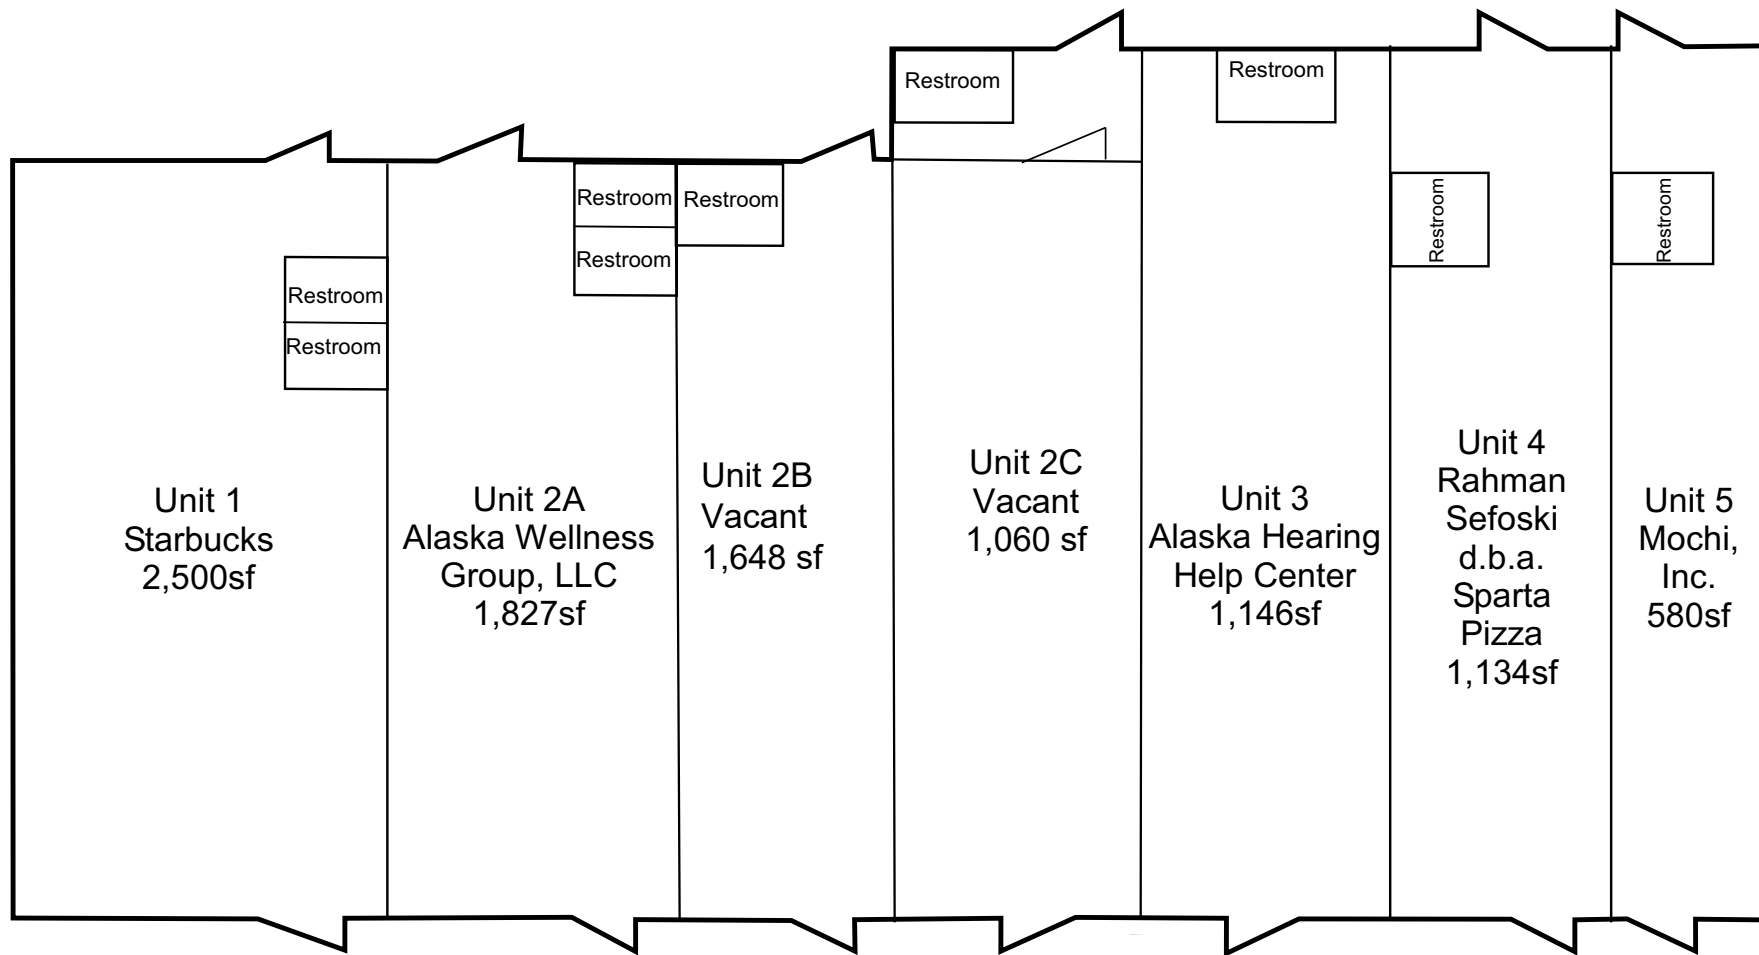 Restroom
Restroom
Restroom
Restroom
Restroom
Restroom
Restroom
Restroom
Restroom
Restroom
Unit 1
Starbucks
2,500sf
Unit 2A
Alaska Wellness
Group, LLC
1,827sf
Unit 2B
Vacant
1,648 sf
Unit 2C
Vacant
1,060 sf
Unit 3
Alaska Hearing
Help Center
1,146sf
Unit 4
Rahman
Sefoski
d.b.a.
Sparta
Pizza
1,134sf
Unit 5
Mochi,
Inc.
580sf